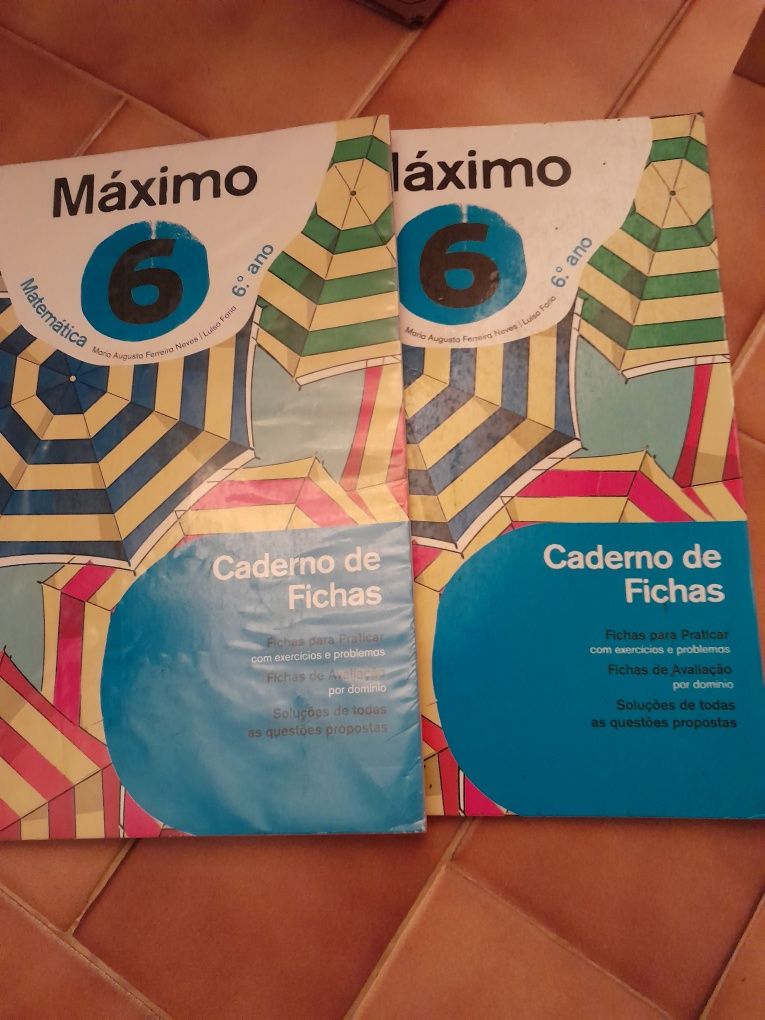 Máximo
6
Matemática
6.º ano
Maria Augusta Ferreira Neves | Luísa Faria
Caderno de
Fichas
Fichas para Praticar
com exercícios e problemas
Fichas de Avaliação
por domínio
Soluções de todas
as questões propostas
láximo
6
6.º ano
Maria Augusta Ferreira Neves | Luísa Faria
Caderno de
Fichas
Fichas para Praticar
com exercícios e problemas
Fichas de Avaliação
por domínio
Soluções de todas
as questões propostas